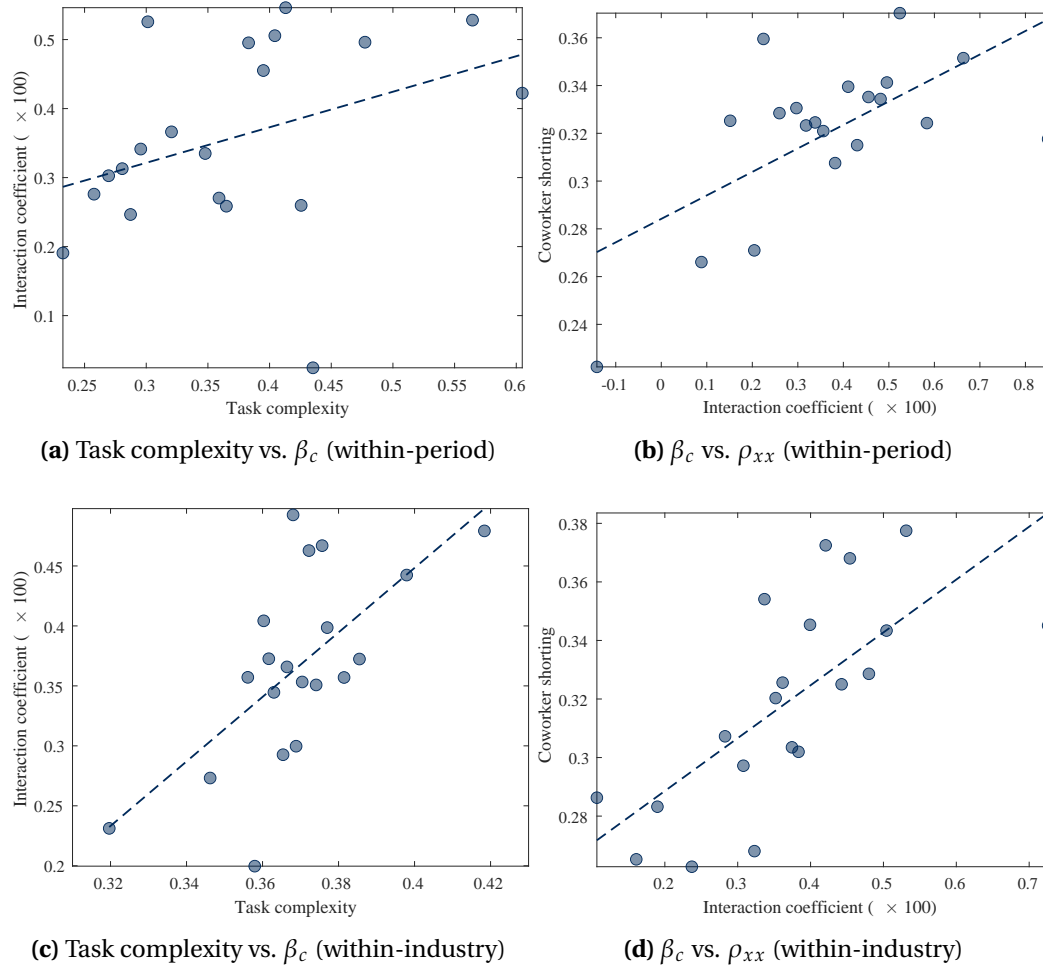 0.5
0.4
0.3
0.2
0.1
Interaction coefficient ( × 100)
0.25 0.3 0.35 0.4 0.45 0.5 0.55 0.6
Task complexity
(a) Task complexity vs. β_c (within-period)
0.36
0.34
0.32
0.3
0.28
0.26
0.24
Coworker shorting
-0.1 0 0.1 0.2 0.3 0.4 0.5 0.6 0.7 0.8
Interaction coefficient ( × 100)
(b) β_c vs. ρ_xx (within-period)
0.45
0.4
0.35
0.3
0.25
0.2
Interaction coefficient ( × 100)
0.32 0.34 0.36 0.38 0.4 0.42
Task complexity
(c) Task complexity vs. β_c (within-industry)
0.38
0.36
0.34
0.32
0.3
0.28
Coworker shorting
0.2 0.3 0.4 0.5 0.6 0.7
Interaction coefficient ( × 100)
(d) β_c vs. ρ_xx (within-industry)